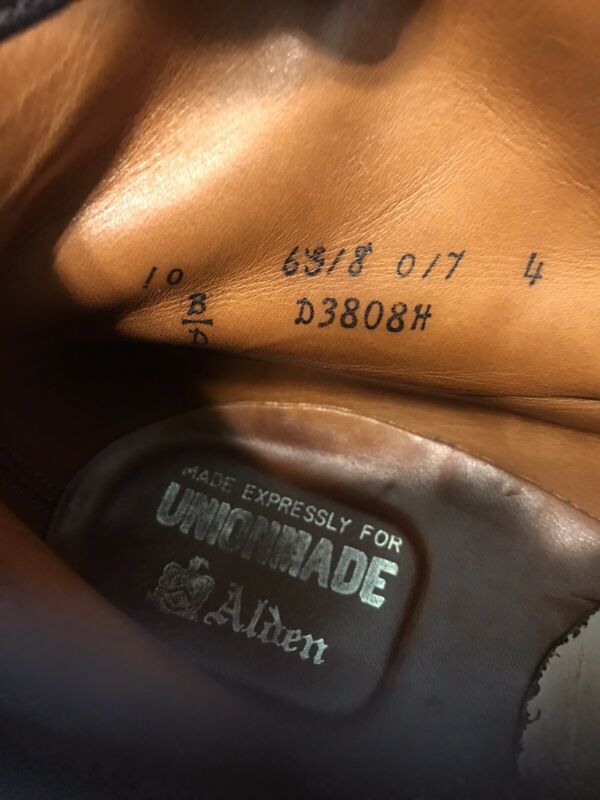 10 63/8 0/7 4
B/D D3808H
MADE EXPRESSLY FOR
UNIONMADE
Alden